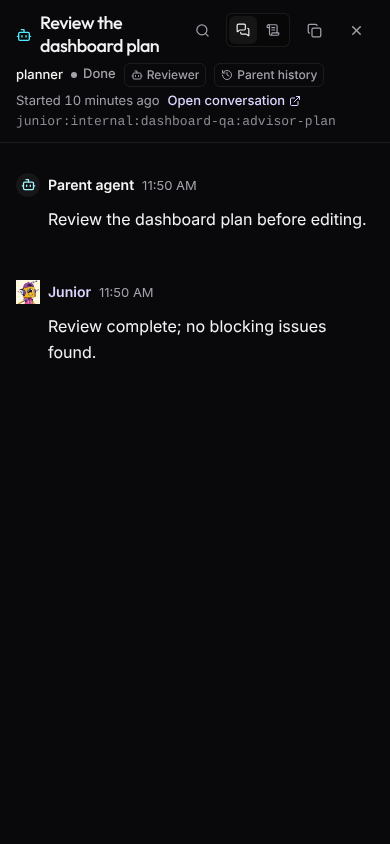 Review the
dashboard plan
planner Done Reviewer Parent history
Started 10 minutes ago Open conversation
junior:internal:dashboard-qa:advisor-plan
Parent agent 11:50 AM
Review the dashboard plan before editing.
Junior 11:50 AM
Review complete; no blocking issues
found.